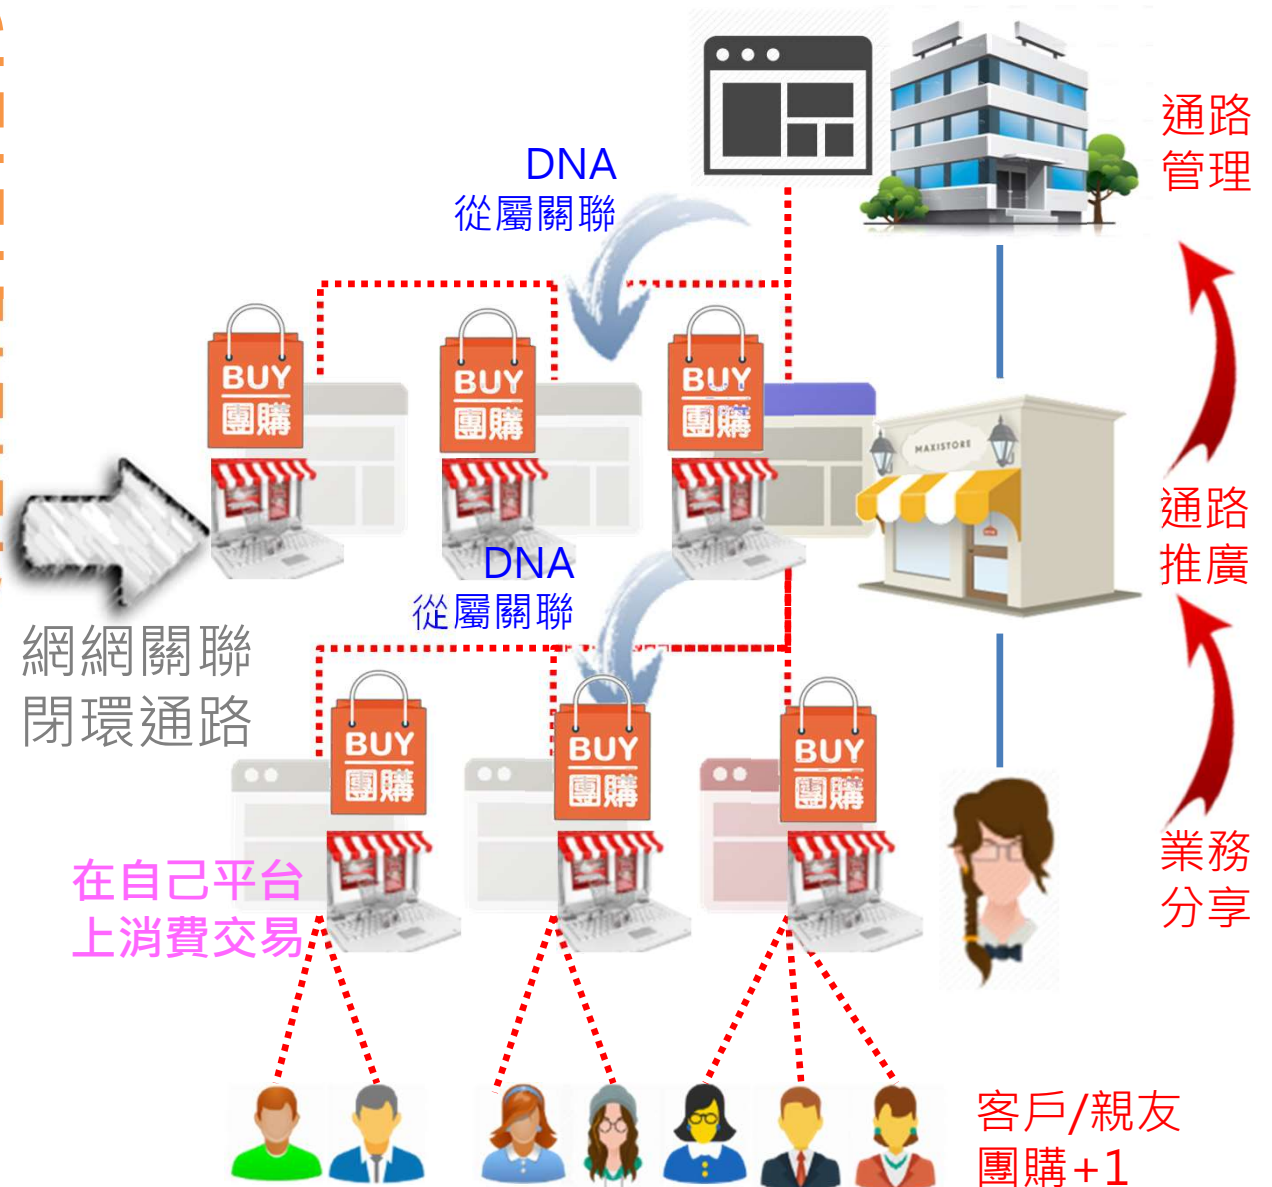 通路
管理
DNA
從屬關聯
BUY
團購
BUY
團購
BUY
團購
MAXISTORE
通路
推廣
DNA
從屬關聯
網網關聯
閉環通路
BUY
團購
BUY
團購
BUY
團購
在自己平台
上消費交易
業務
分享
客戶/親友
團購+1